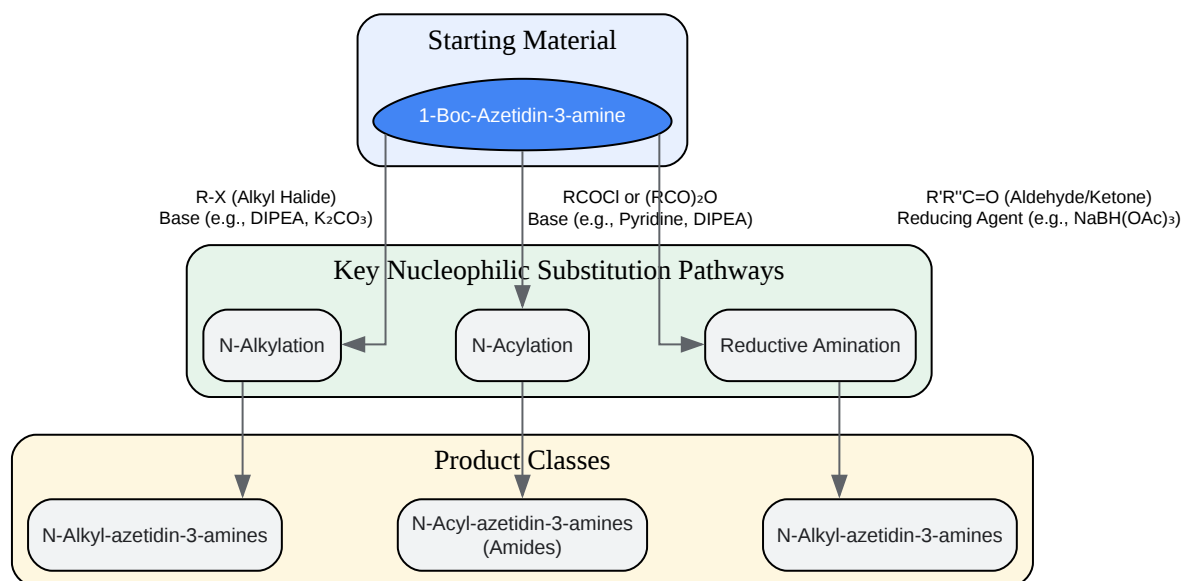 Starting Material
1-Boc-Azetidin-3-amine
R-X (Alkyl Halide)
Base (e.g., DIPEA, K₂CO₃)
RCOCl or (RCO)₂O
Base (e.g., Pyridine, DIPEA)
R'R''C=O (Aldehyde/Ketone)
Reducing Agent (e.g., NaBH(OAc)₃)
Key Nucleophilic Substitution Pathways
N-Alkylation
N-Acylation
Reductive Amination
Product Classes
N-Alkyl-azetidin-3-amines
N-Acyl-azetidin-3-amines
(Amides)
N-Alkyl-azetidin-3-amines